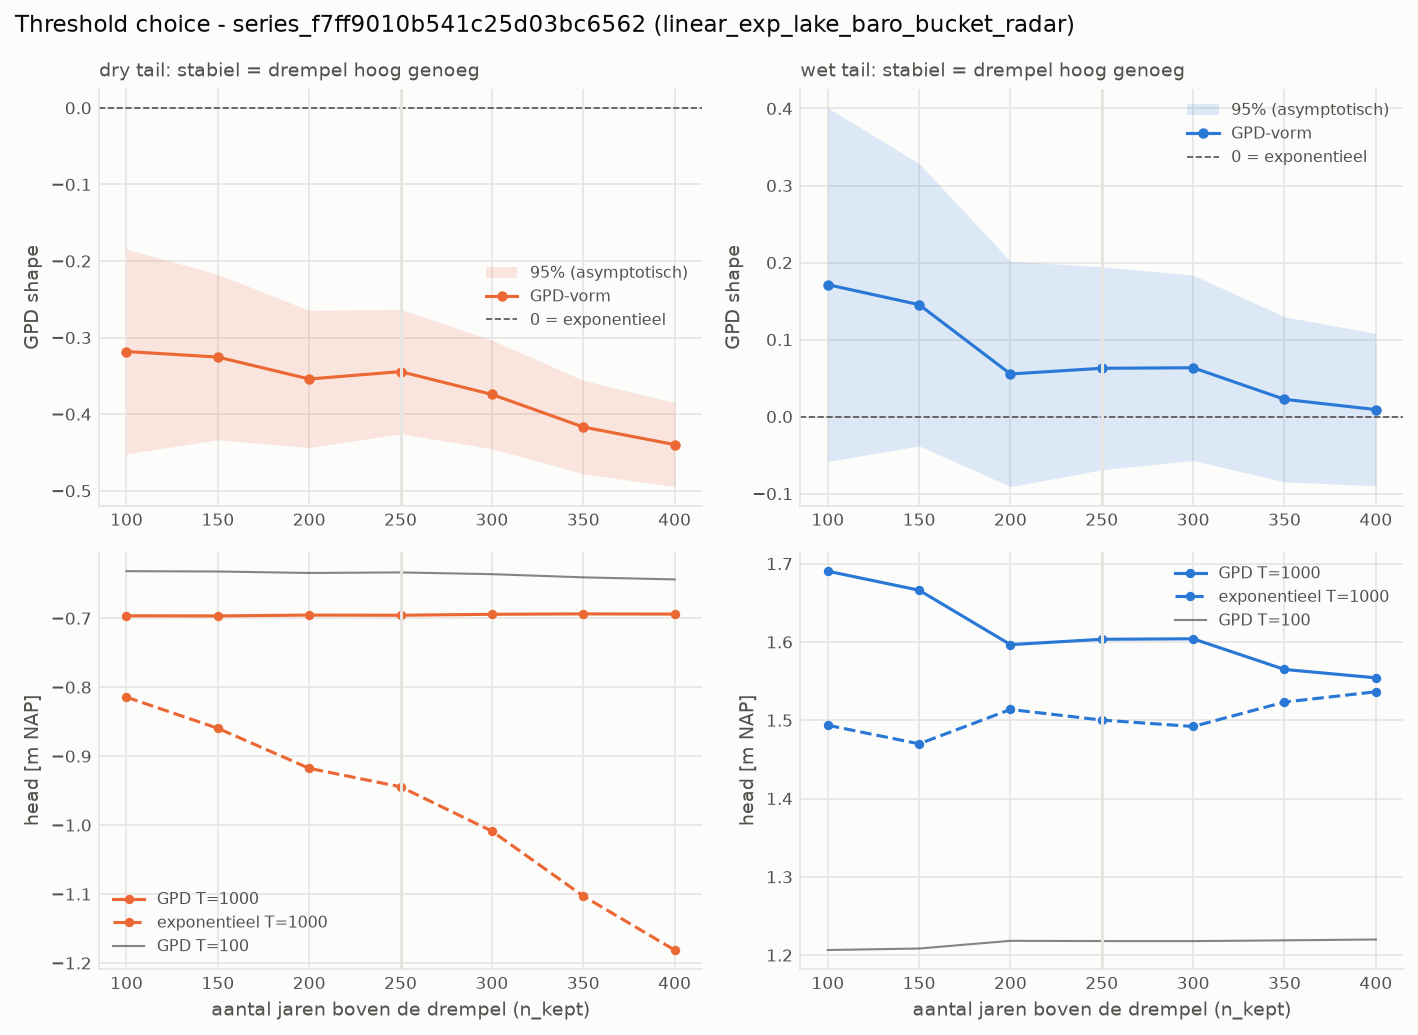 Threshold choice - series_f7ff9010b541c25d03bc6562 (linear_exp_lake_baro_bucket_radar)
dry tail: stabiel = drempel hoog genoeg
GPD shape
0.0
−0.1
−0.2
−0.3
−0.4
−0.5
95% (asymptotisch)
GPD-vorm
0 = exponentieel
100 150 200 250 300 350 400
wet tail: stabiel = drempel hoog genoeg
GPD shape
0.4
0.3
0.2
0.1
0.0
−0.1
95% (asymptotisch)
GPD-vorm
0 = exponentieel
100 150 200 250 300 350 400
head [m NAP]
−0.7
−0.8
−0.9
−1.0
−1.1
−1.2
GPD T=1000
exponentieel T=1000
GPD T=100
100 150 200 250 300 350 400
aantal jaren boven de drempel (n_kept)
head [m NAP]
1.7
1.6
1.5
1.4
1.3
1.2
GPD T=1000
exponentieel T=1000
GPD T=100
100 150 200 250 300 350 400
aantal jaren boven de drempel (n_kept)